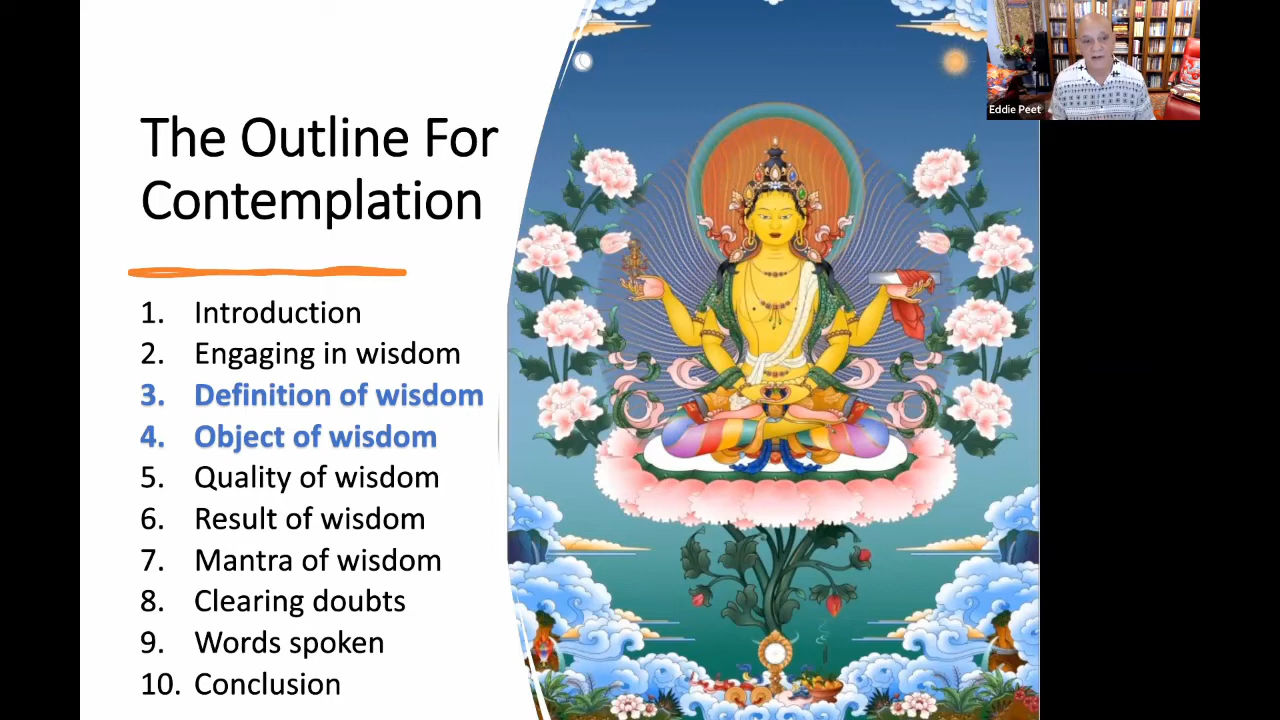 The Outline For
Contemplation
1. Introduction
2. Engaging in wisdom
3. Definition of wisdom
4. Object of wisdom
5. Quality of wisdom
6. Result of wisdom
7. Mantra of wisdom
8. Clearing doubts
9. Words spoken
10. Conclusion
Eddie Peet